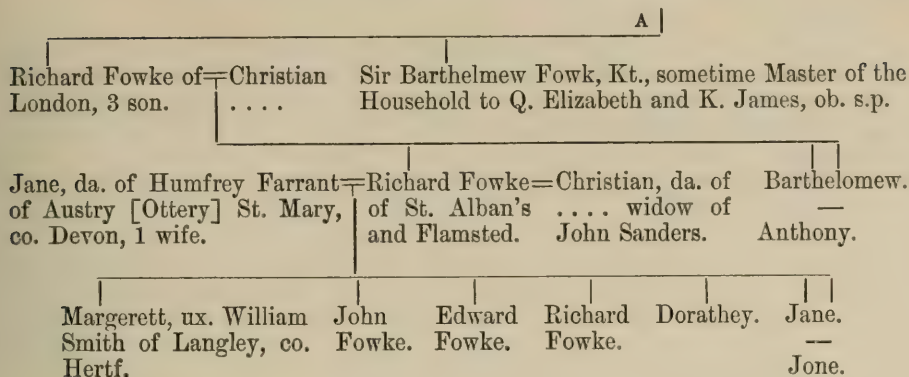 A
Richard Fowke of=Christian
London, 3 son. . . . .
Sir Barthelmew Fowk, Kt., sometime Master of the
Household to Q. Elizabeth and K. James, ob. s.p.
Jane, da. of Humfrey Farrant=Richard Fowke=Christian, da. of
of Austry [Ottery] St. Mary, of St. Alban's . . . . widow of
co. Devon, 1 wife. and Flamsted. John Sanders.
Barthelomew.
—
Anthony.
Margerett, ux. William
Smith of Langley, co.
Hertf.
John
Fowke.
Edward
Fowke.
Richard
Fowke.
Dorathey.
Jane.
—
Jone.